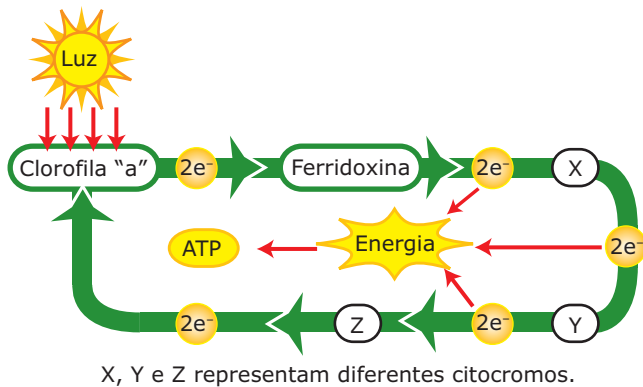 Luz
Clorofila "a"
2e⁻
Ferridoxina
2e⁻
X
2e⁻
Energia
ATP
2e⁻
Z
2e⁻
Y
X, Y e Z representam diferentes citocromos.